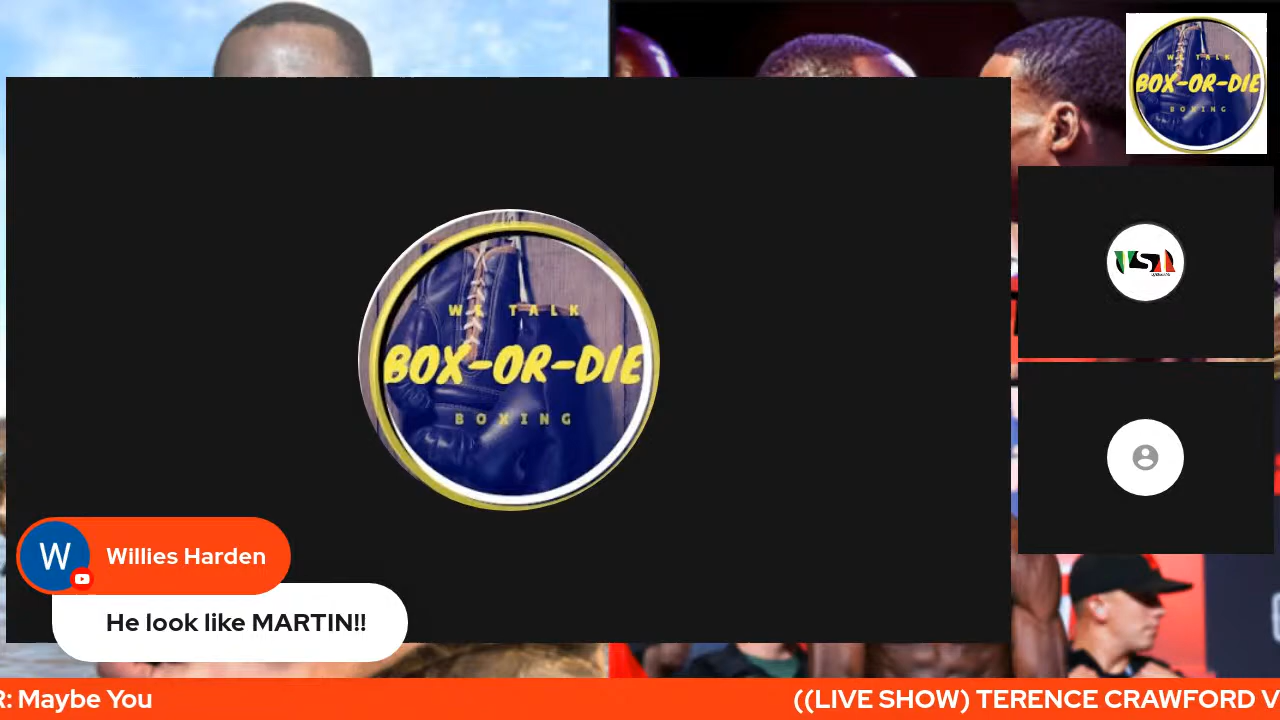 WE TALK
BOX-OR-DIE
BOXING
WE TALK
BOX-OR-DIE
BOXING
Willies Harden
W
He look like MARTIN!!
R: Maybe You
((LIVE SHOW) TERENCE CRAWFORD V